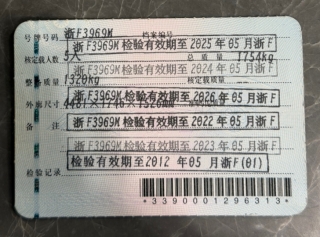 号牌号码 浙F3969M 档案编号
浙F3969M检验有效期至2025年05月浙F
核定载人数 5人 总质量 1754kg
浙F3969M检验有效期至2024年05月浙F
整备质量 1320kg 核定载质量
浙F3969M检验有效期至2026年05月浙F
外廓尺寸 4481×1746×1526mm
备注 浙F3969M检验有效期至2022年05月浙F
浙F3969M检验有效期至2023年05月浙F
检验有效期至2012年05月浙F(01)
检验记录
*3390001296313*